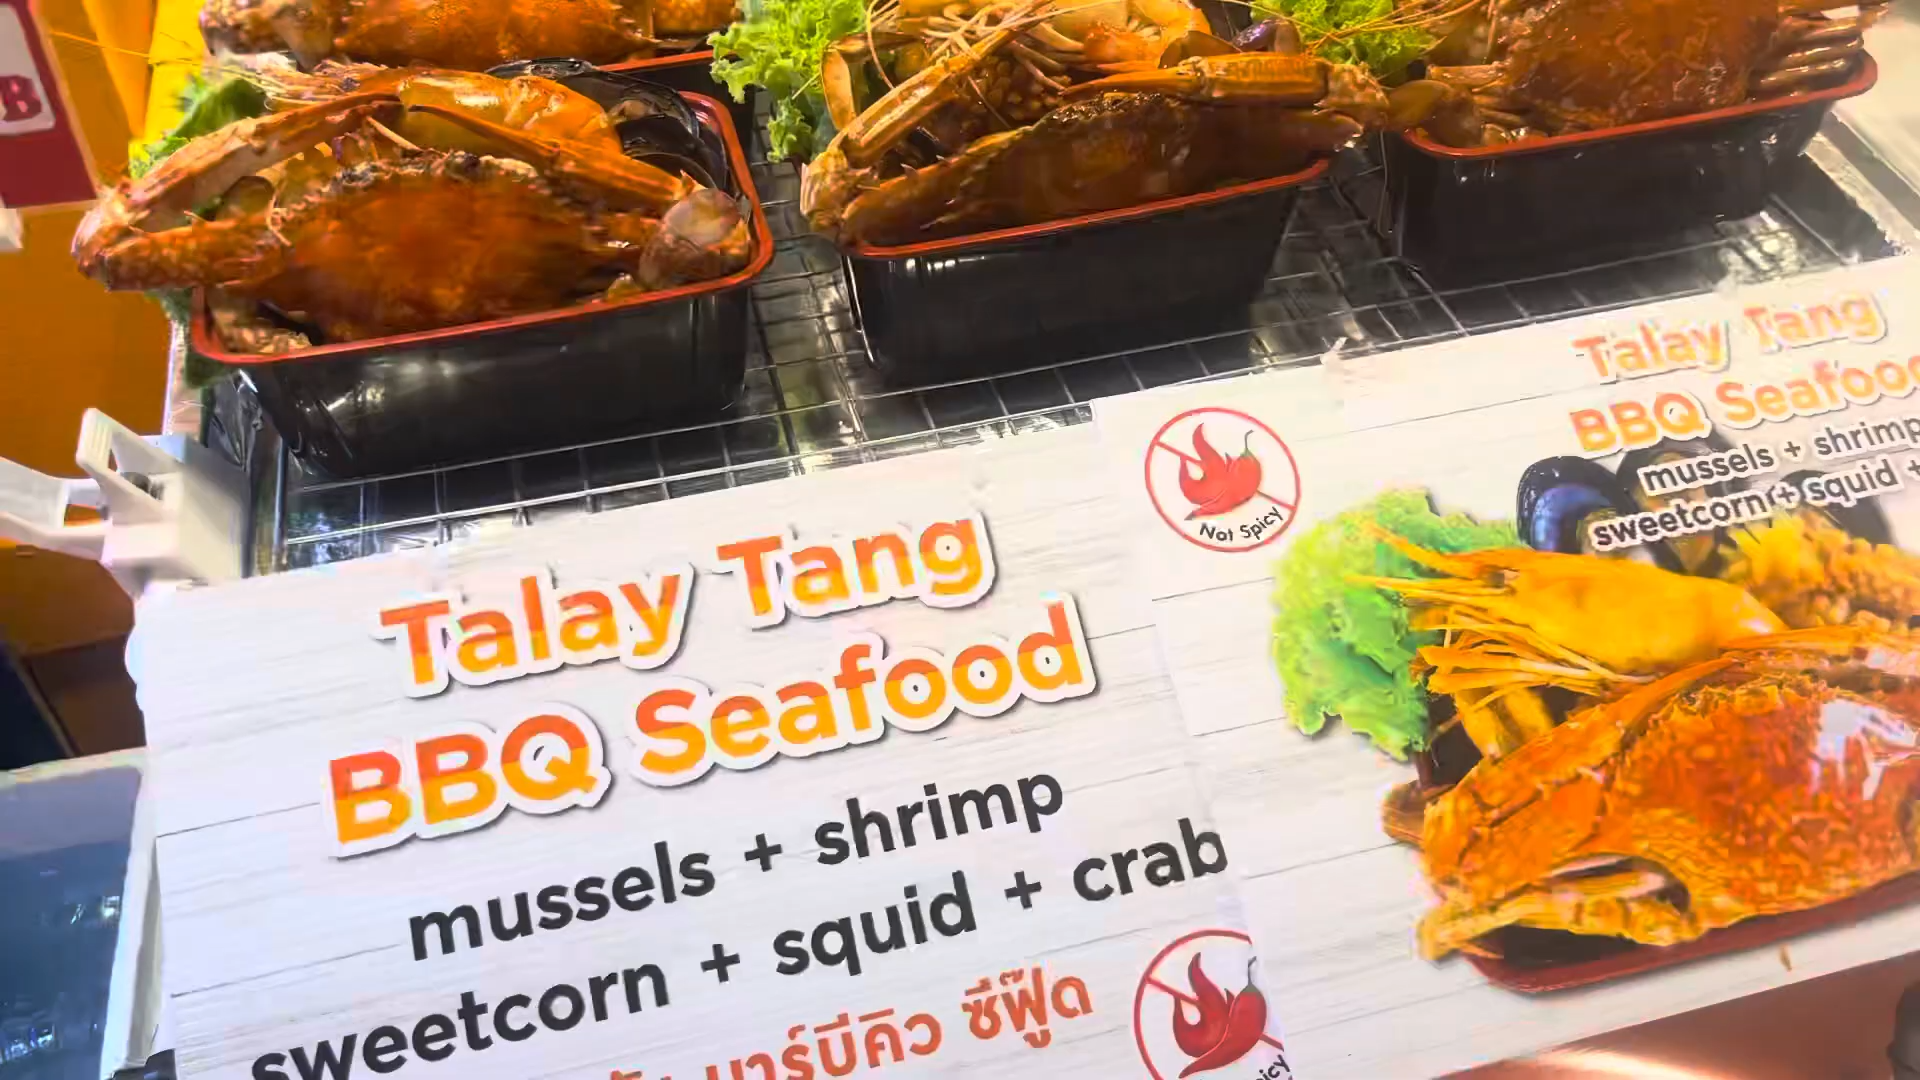 B
Talay Tang
BBQ Seafood
mussels + shrimp
sweetcorn + squid + crab
บาร์บีคิว ซีฟู๊ด
Not Spicy
Talay Tang
BBQ Seafood
mussels + shrimp
sweetcorn + squid +